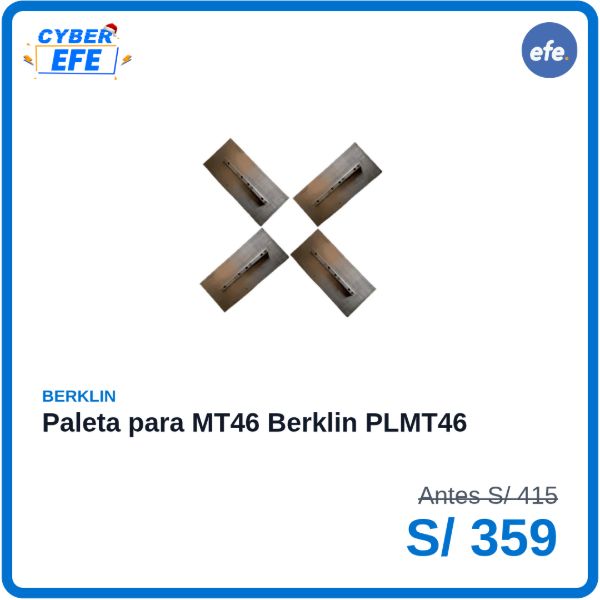 CYBER
EFE
efe.
BERKLIN
Paleta para MT46 Berklin PLMT46
Antes S/ 415
S/ 359